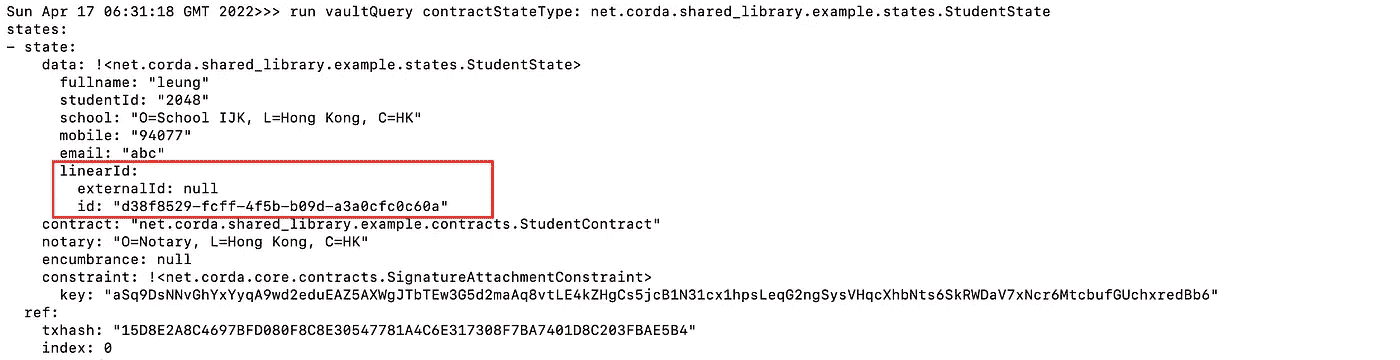 Sun Apr 17 06:31:18 GMT 2022>>> run vaultQuery contractStateType: net.corda.shared_library.example.states.StudentState
states:
- state:
data: !<net.corda.shared_library.example.states.StudentState>
fullname: "leung"
studentId: "2048"
school: "O=School IJK, L=Hong Kong, C=HK"
mobile: "94077"
email: "abc"
linearId:
externalId: null
id: "d38f8529-fcff-4f5b-b09d-a3a0cfc0c60a"
contract: "net.corda.shared_library.example.contracts.StudentContract"
notary: "O=Notary, L=Hong Kong, C=HK"
encumbrance: null
constraint: !<net.corda.core.contracts.SignatureAttachmentConstraint>
key: "aSq9DsNNvGhYxYyqA9wd2eduEAZ5AXWgJTbTEw3G5d2maAq8vtLE4kZHgCs5jcB1N31cx1hpsLeqG2ngSysVHqcXhbNts6SkRWDaV7xNcr6MtcbufGUchxredBb6"
ref:
txhash: "15D8E2A8C4697BFD080F8C8E30547781A4C6E317308F7BA7401D8C203FBAE5B4"
index: 0